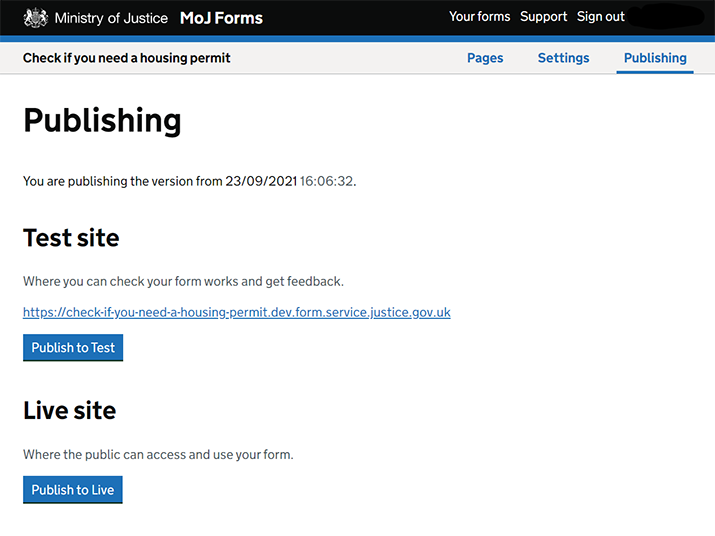 Ministry of Justice MoJ Forms Your forms Support Sign out
Check if you need a housing permit Pages Settings Publishing
Publishing
You are publishing the version from 23/09/2021 16:06:32.
Test site
Where you can check your form works and get feedback.
https://check-if-you-need-a-housing-permit.dev.form.service.justice.gov.uk
Publish to Test
Live site
Where the public can access and use your form.
Publish to Live